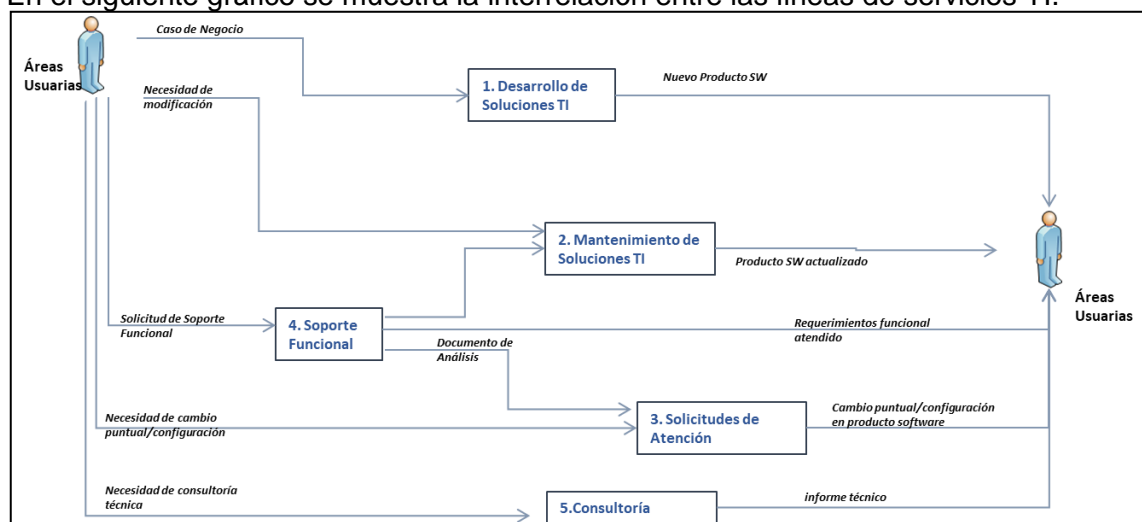 En el siguiente gráfico se muestra la interrelación entre las líneas de servicios TI.
Caso de Negocio
Áreas
Usuarias
Necesidad de
modificación
1. Desarrollo de
Soluciones TI
Nuevo Producto SW
2. Mantenimiento de
Soluciones TI
Producto SW actualizado
Áreas
Usuarias
Solicitud de Soporte
Funcional
4. Soporte
Funcional
Documento de
Análisis
Requerimientos funcional
atendido
Necesidad de cambio
puntual/configuración
3. Solicitudes de
Atención
Cambio puntual/configuración
en producto software
Necesidad de consultoría
técnica
5.Consultoría
informe técnico